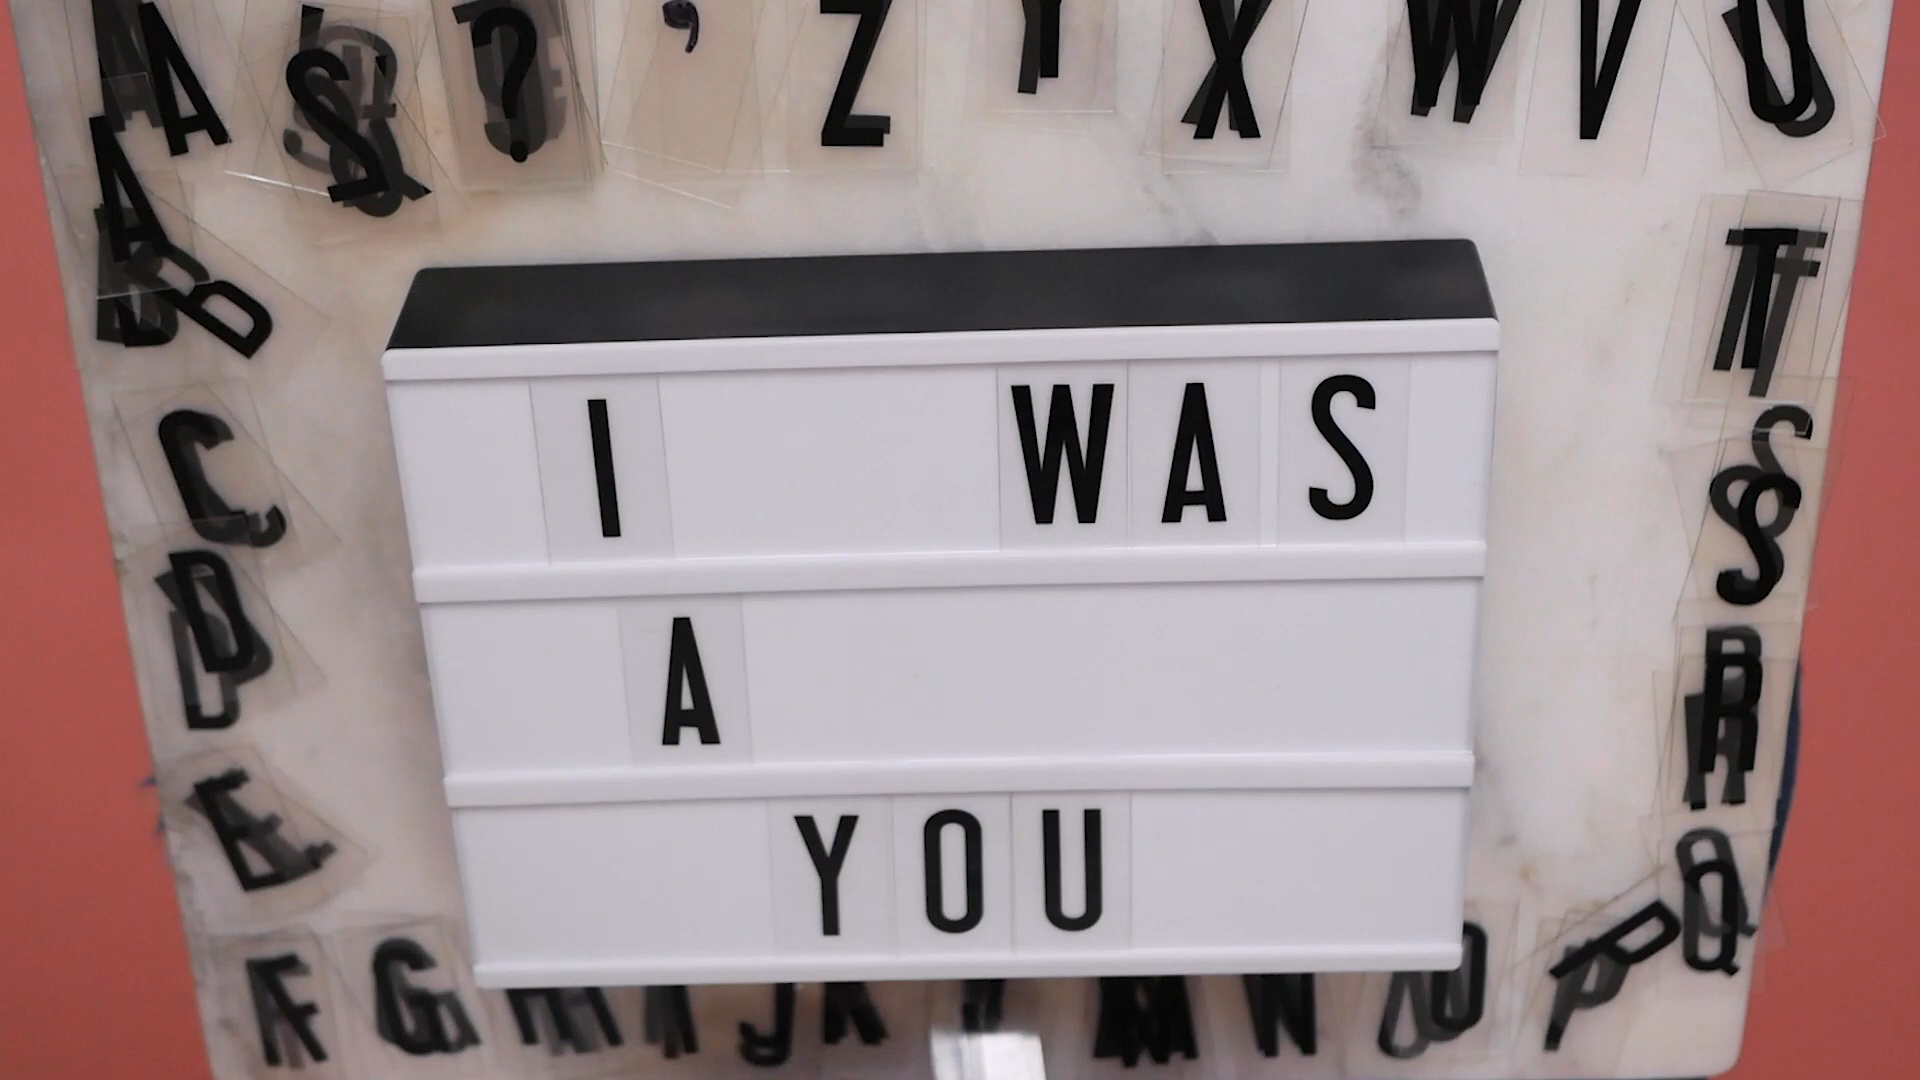 A S ? , Z Y X W V U
A
B T
C S
D R
E Q
I WAS
A
YOU
F G H I J K M N O P